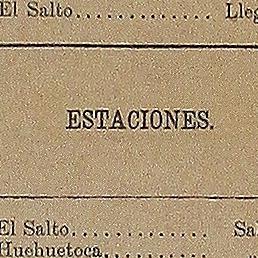 El Salto............. Lleg
ESTACIONES.
El Salto............. Sal
Huehuetoca......... „